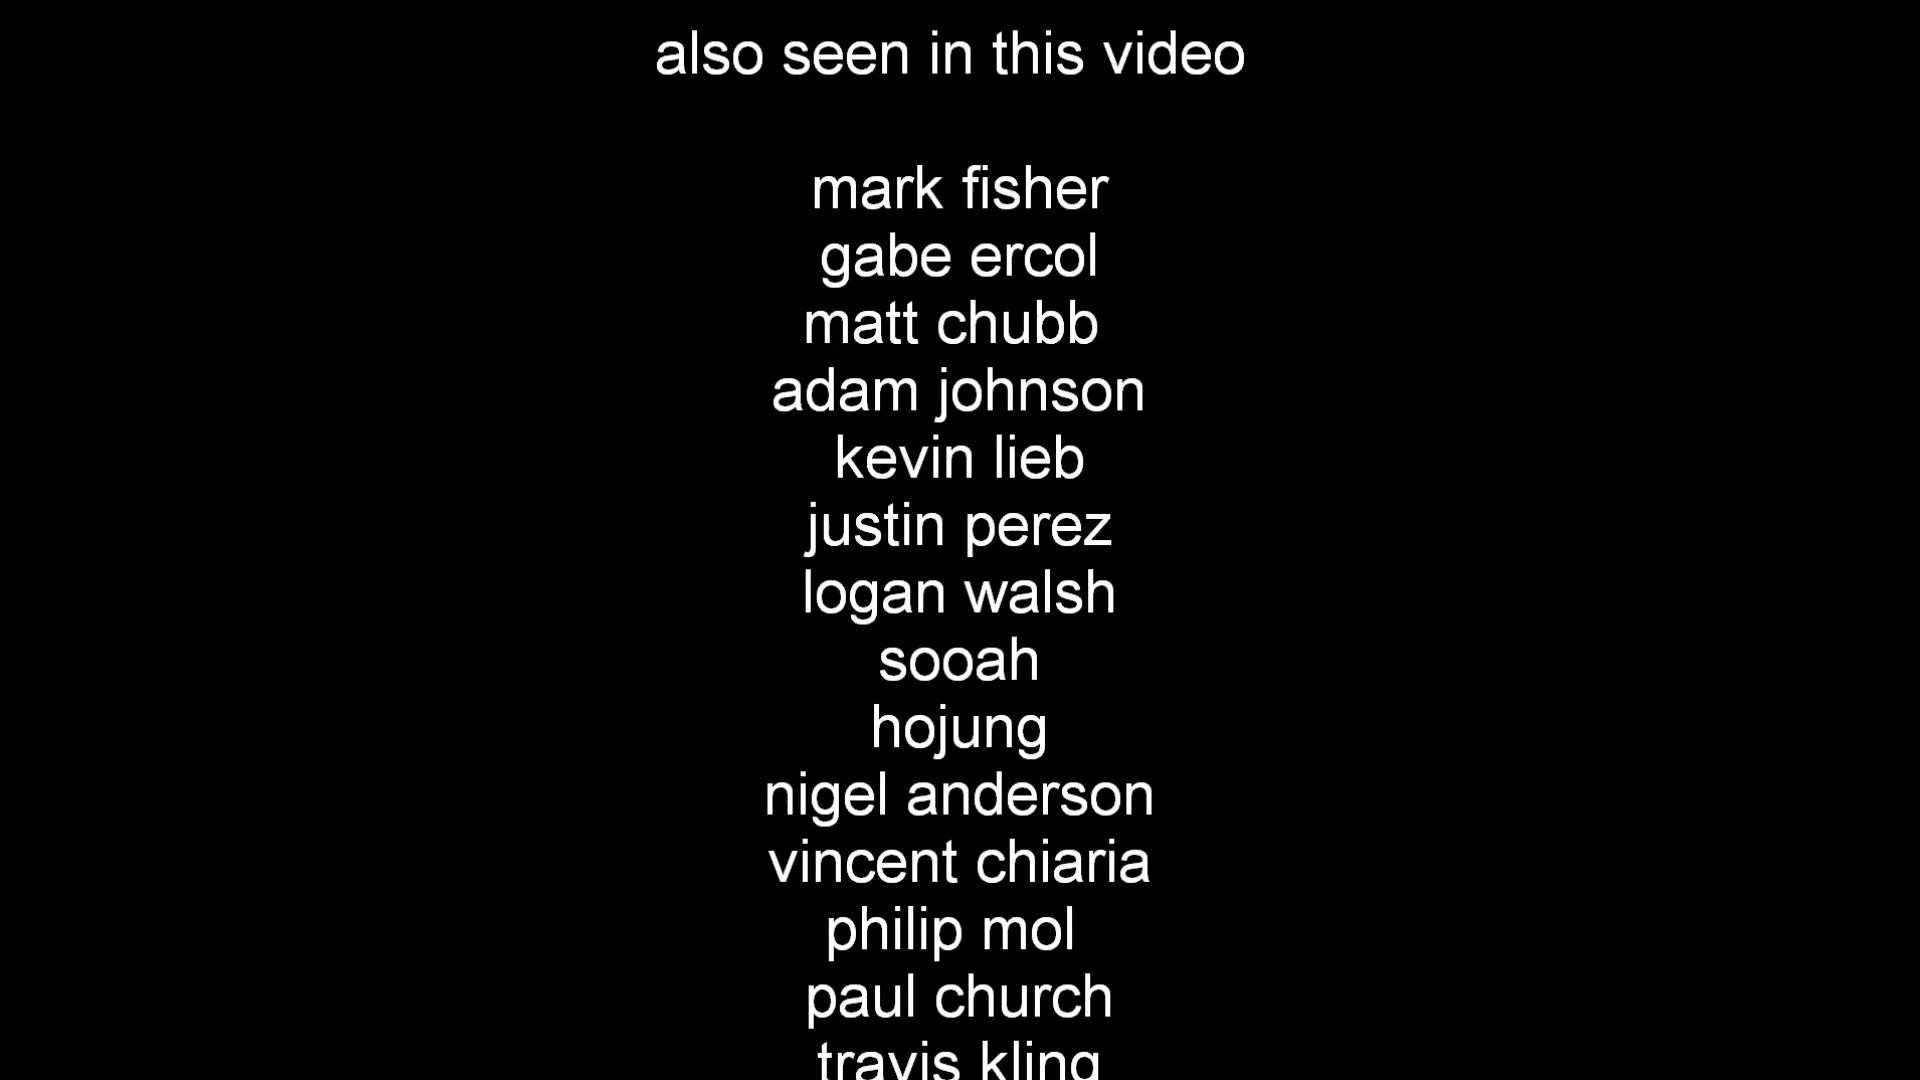 also seen in this video
mark fisher
gabe ercol
matt chubb
adam johnson
kevin lieb
justin perez
logan walsh
sooah
hojung
nigel anderson
vincent chiaria
philip mol
paul church
travis kling